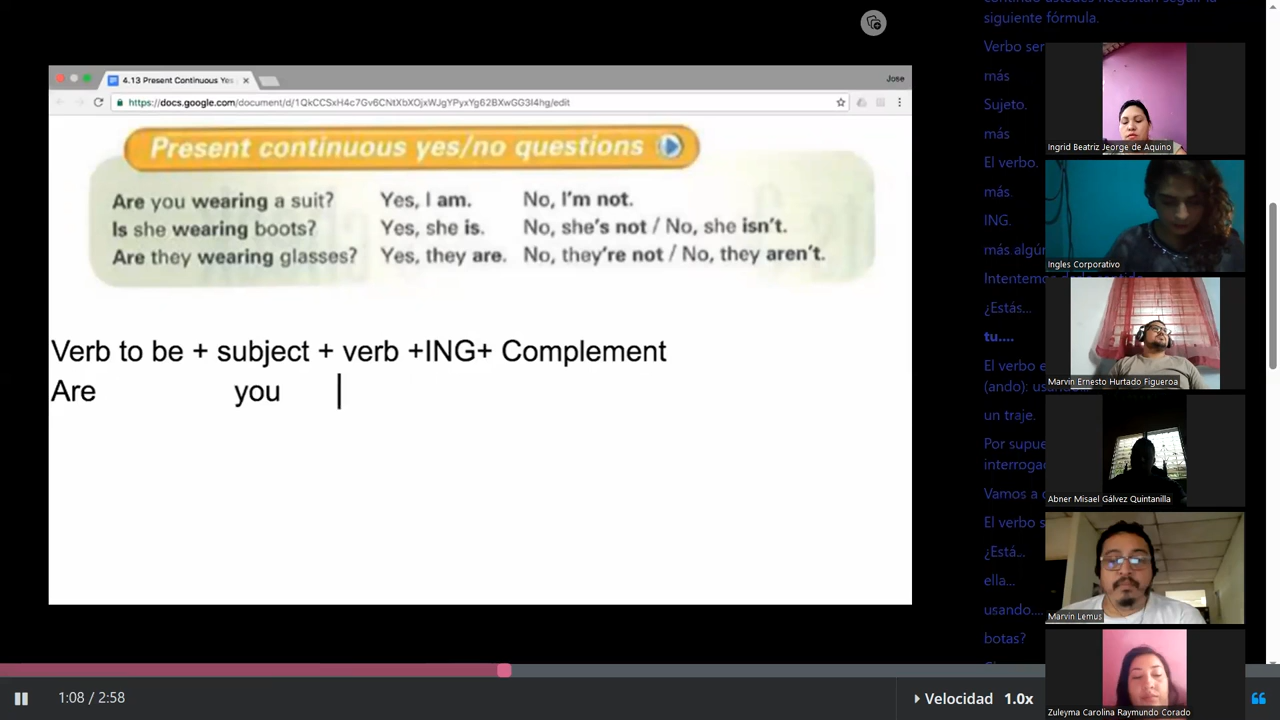 4.13 Present Continuous Yes
Jose
https://docs.google.com/document/d/1QkCCSxH4c7Gv6CNtXbXOjxWJgYPyxYg62BXwGG3I4hg/edit
Present continuous yes/no questions
Are you wearing a suit? Yes, I am. No, I'm not.
Is she wearing boots? Yes, she is. No, she's not / No, she isn't.
Are they wearing glasses? Yes, they are. No, they're not / No, they aren't.
Verb to be + subject + verb +ING+ Complement
Are you
1:08 / 2:58
Velocidad 1.0x
siguiente fórmula.
Verbo ser
más
Sujeto.
más
El verbo.
más.
ING.
más algún
Intentemos
¿Estás...
tu....
El verbo e
(ando): usando...
un traje.
Por supue
interrogac
Vamos a c
El verbo s
¿Está...
ella...
usando....
botas?
Ingrid Beatriz Jeorge de Aquino
Ingles Corporativo
Marvin Ernesto Hurtado Figueroa
Abner Misael Gálvez Quintanilla
Marvin Lemus
Zuleyma Carolina Raymundo Corado